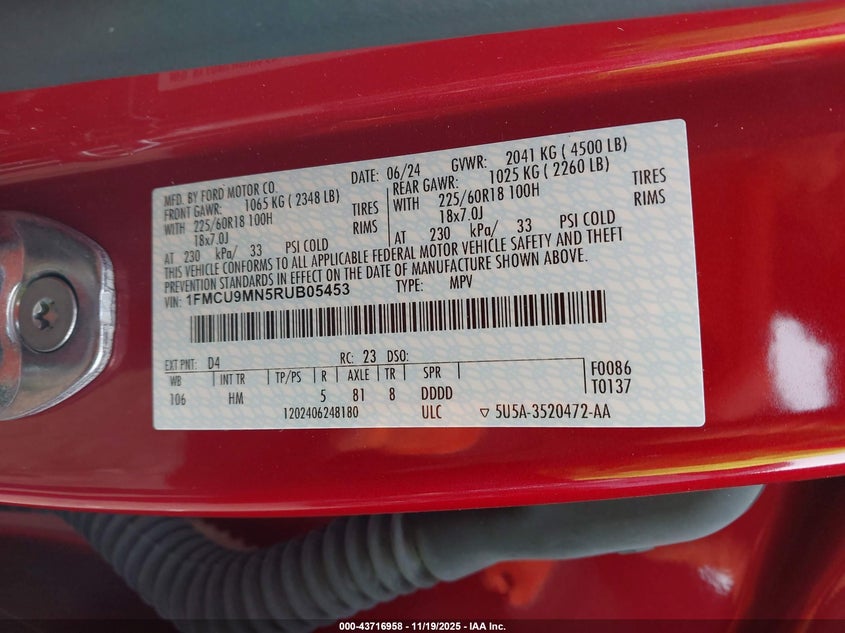 MFD. BY FORD MOTOR CO. DATE: 06/24 GVWR: 2041 KG ( 4500 LB)
FRONT GAWR: 1065 KG ( 2348 LB) REAR GAWR: 1025 KG ( 2260 LB)
WITH 225/60R18 100H TIRES WITH 225/60R18 100H TIRES
18x7.0J RIMS 18x7.0J RIMS
AT 230 kPa/ 33 PSI COLD AT 230 kPa/ 33 PSI COLD
THIS VEHICLE CONFORMS TO ALL APPLICABLE FEDERAL MOTOR VEHICLE SAFETY AND THEFT
PREVENTION STANDARDS IN EFFECT ON THE DATE OF MANUFACTURE SHOWN ABOVE.
VIN: 1FMCU9MN5RUB05453 TYPE: MPV
EXT PNT: D4 RC: 23 DSO:
WB INT TR TP/PS R AXLE TR SPR F0086
106 HM 5 81 8 DDDD T0137
1202406248180 ULC ▽ 5U5A-3520472-AA
000-43716958 - 11/19/2025 - IAA Inc.